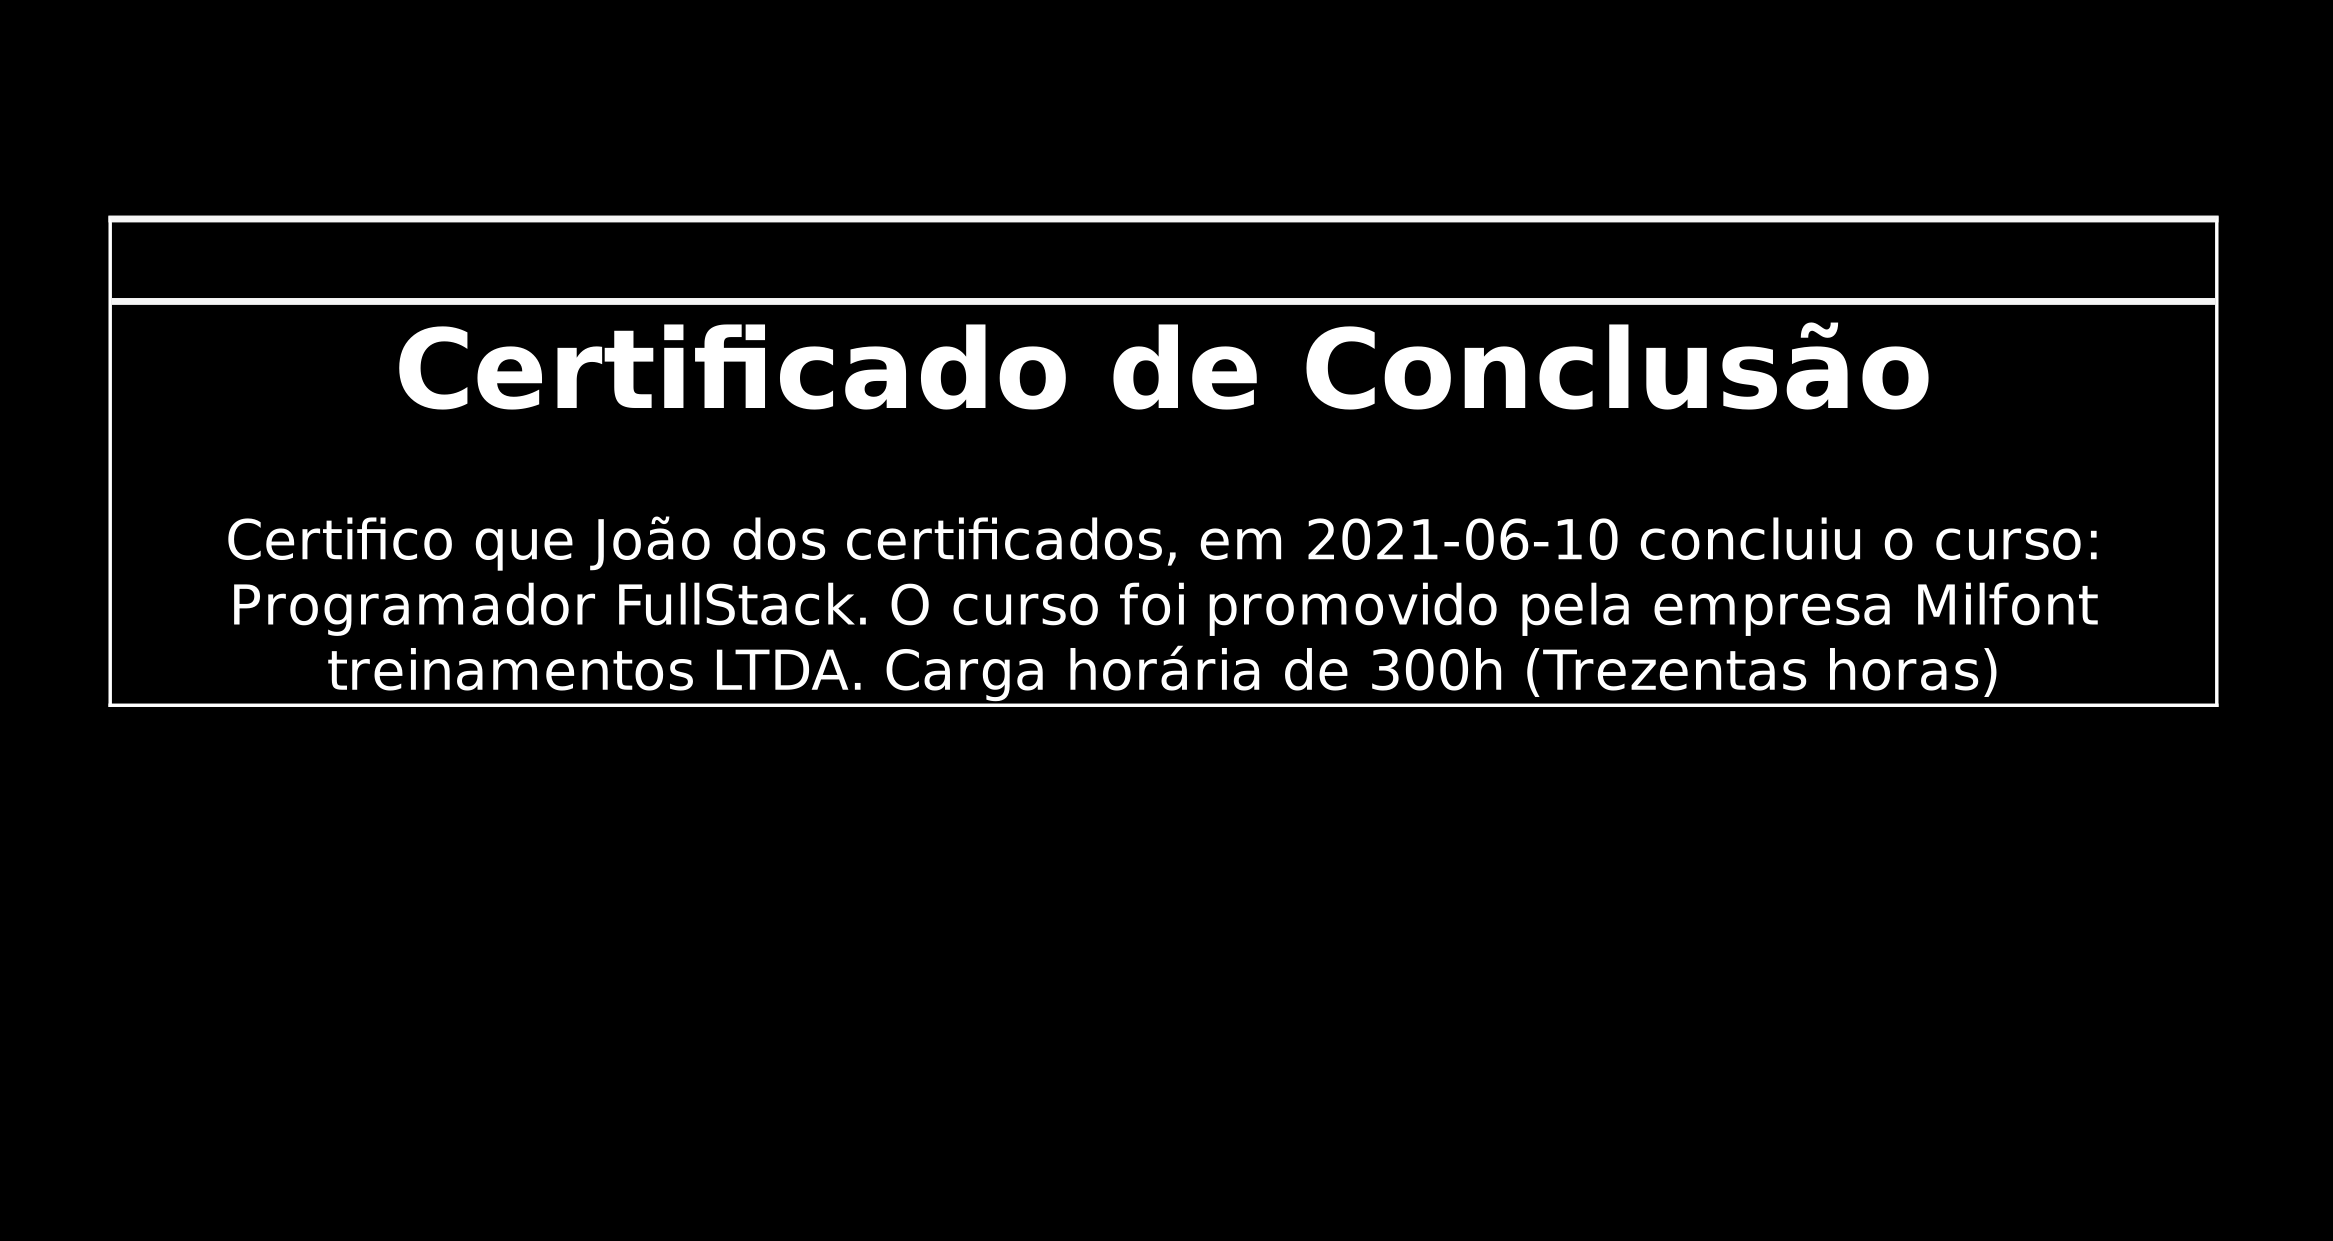 Certificado de Conclusão
Certifico que João dos certificados, em 2021-06-10 concluiu o curso:
Programador FullStack. O curso foi promovido pela empresa Milfont
treinamentos LTDA. Carga horária de 300h (Trezentas horas)